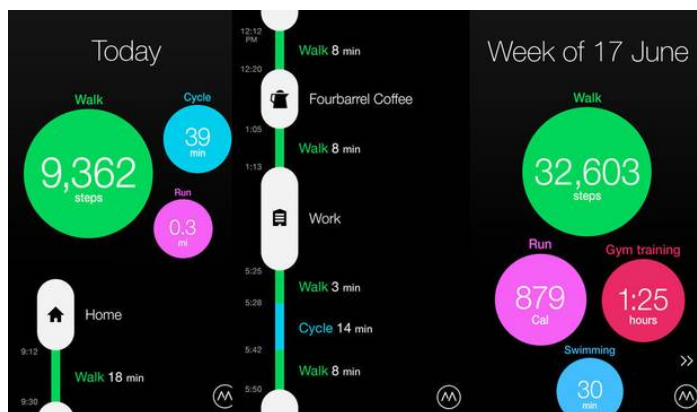 Today
Walk
9,362
steps
Cycle
39
min
Run
0.3
mi
Home
9:12
Walk 18 min
9:30
12:12
PM
Walk 8 min
12:20
Fourbarrel Coffee
1:05
Walk 8 min
1:13
Work
5:25
Walk 3 min
5:28
Cycle 14 min
5:42
Walk 8 min
5:50
Week of 17 June
Walk
32,603
steps
Run
879
Cal
Gym training
1:25
hours
Swimming
30
min